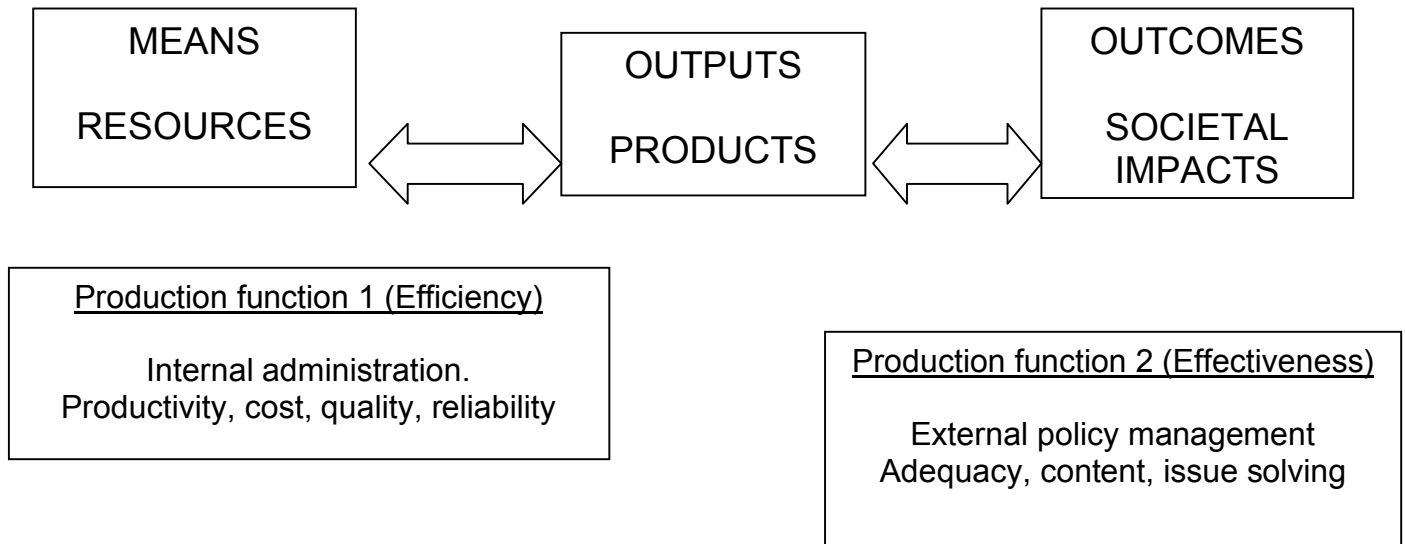 MEANS
RESOURCES
OUTPUTS
PRODUCTS
OUTCOMES
SOCIETAL
IMPACTS
Production function 1 (Efficiency)
Internal administration.
Productivity, cost, quality, reliability
Production function 2 (Effectiveness)
External policy management
Adequacy, content, issue solving